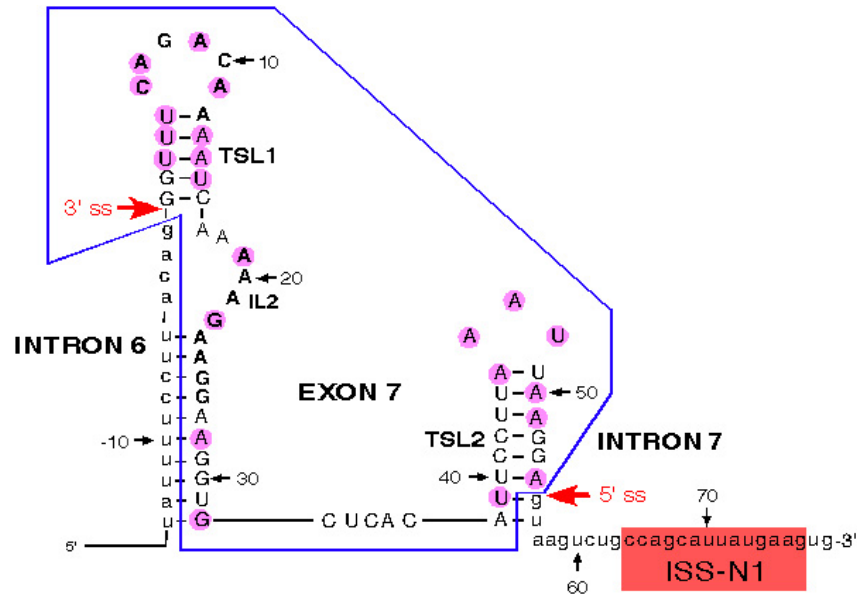 G A
A C 10
C A
U A
U A
U A TSL1
G U
G C
3' ss
g A A
a A
c A 20
a A IL2
G
A
A U
INTRON 6
u A
u A
c G
c G
u A
-10 u A
u G
u G 30
a U
u G
5'
EXON 7
C U C A C
A U
U A 50
U A
TSL2 C G
C G
40 U A
U g
A u
INTRON 7
5' ss
70
aagucugccagcauuaugaagug-3'
60
ISS-N1